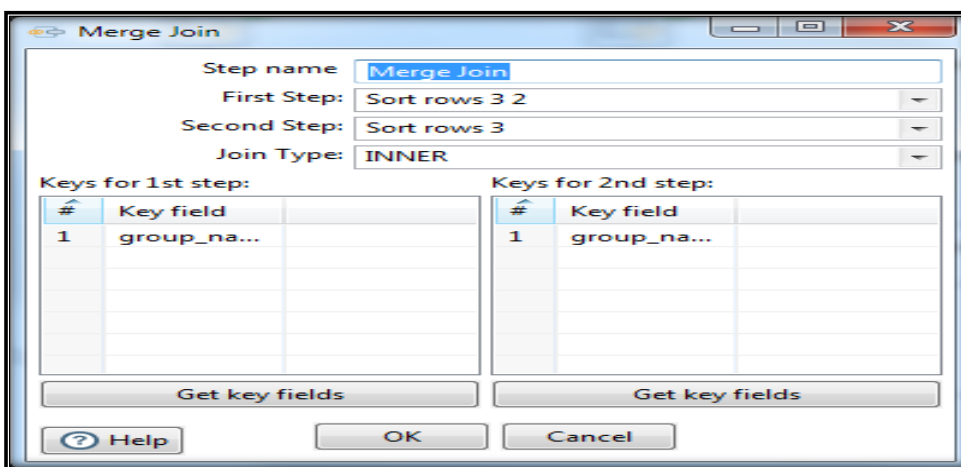 Merge Join
Step name Merge Join
First Step: Sort rows 3 2
Second Step: Sort rows 3
Join Type: INNER
Keys for 1st step: Keys for 2nd step:
# Key field # Key field
1 group_na... 1 group_na...
Get key fields Get key fields
? Help OK Cancel